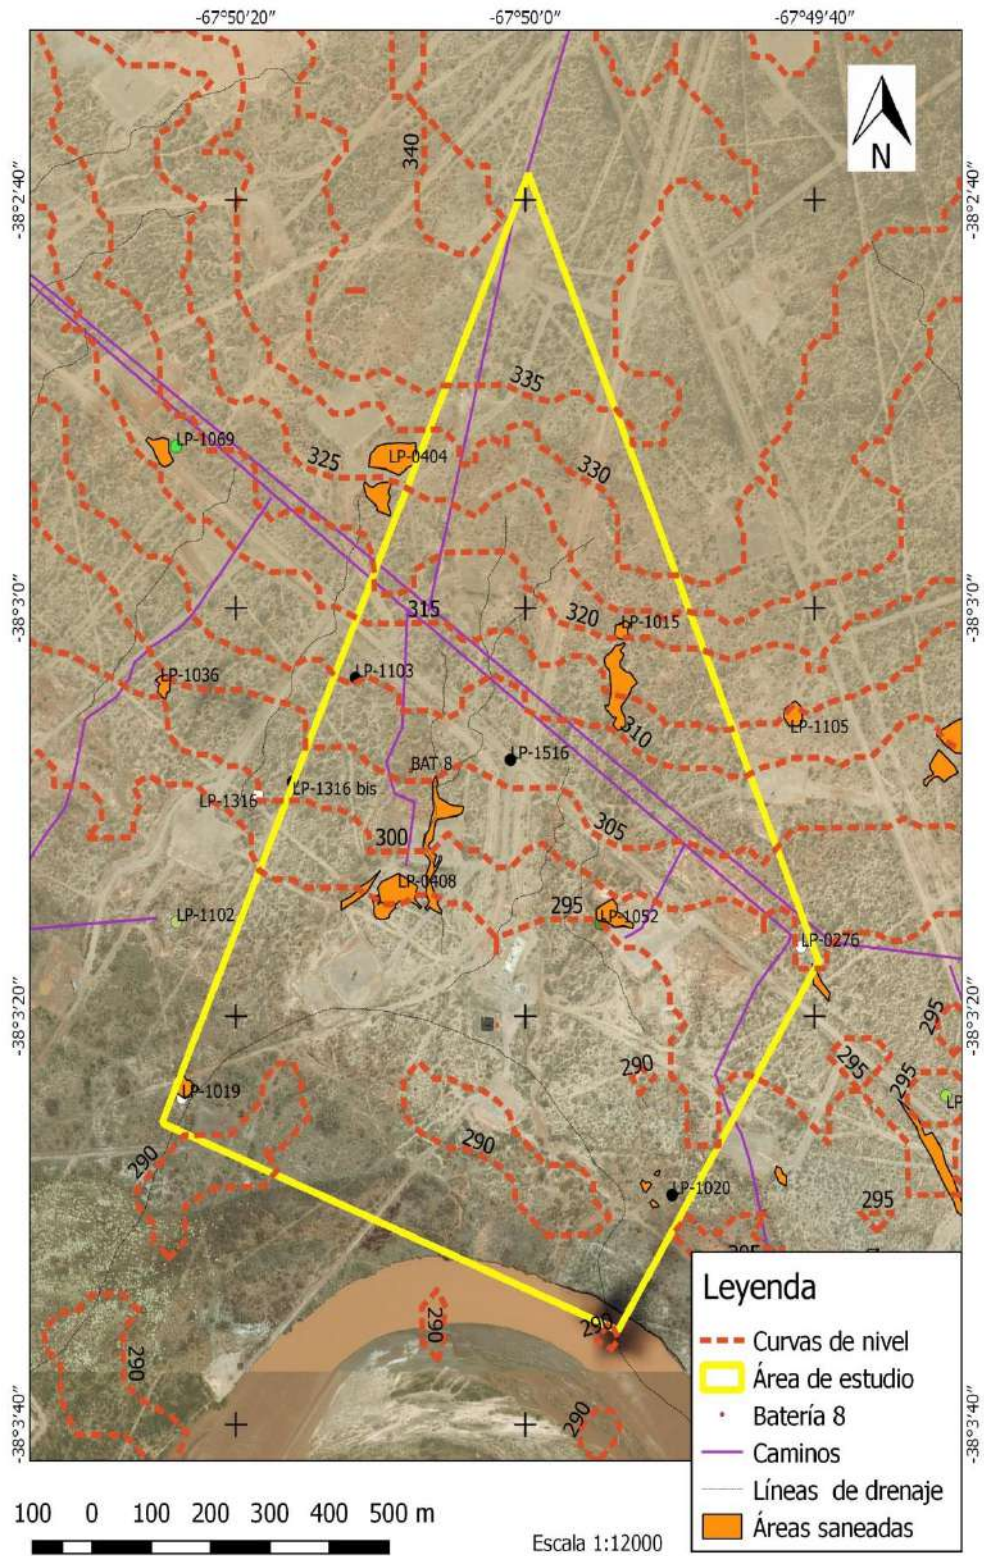 -67°50'20"
-67°50'0"
-67°49'40"
-38°2'40"
-38°2'40"
N
340
335
LP-1069
LP-0404
325
330
-38°3'0"
-38°3'0"
315
320
LP-1015
LP-1103
LP-1036
310
LP-1105
LP-1516
BAT 8
LP-1316 bis
LP-1316
305
300
LP-0408
LP-1102
295
LP-1052
LP-0276
-38°3'20"
-38°3'20"
295
295
290
295
LP-1019
LP
290
290
LP-1020
295
295
290
290
290
290
-38°3'40"
-38°3'40"
Leyenda
Curvas de nivel
Área de estudio
Batería 8
Caminos
Líneas de drenaje
Áreas saneadas
100 0 100 200 300 400 500 m
Escala 1:12000